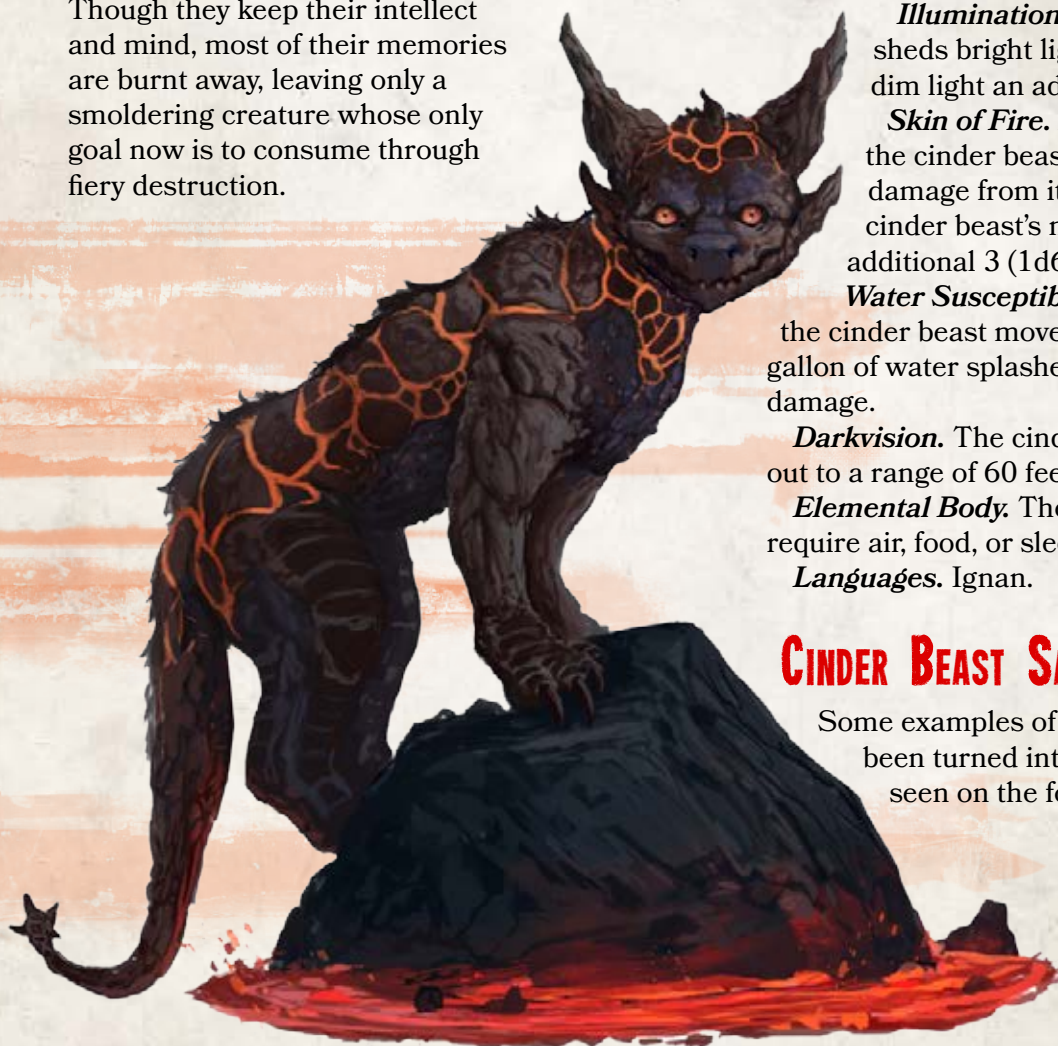 Though they keep their intellect
and mind, most of their memories
are burnt away, leaving only a
smoldering creature whose only
goal now is to consume through
fiery destruction.
Illumination
sheds bright lig
dim light an ad
Skin of Fire.
the cinder beas
damage from it
cinder beast's
additional 3 (1d6
Water Susceptib
the cinder beast move
gallon of water splashe
damage.
Darkvision. The cind
out to a range of 60 fee
Elemental Body. The
require air, food, or slee
Languages. Ignan.
CINDER BEAST SA
Some examples of
been turned int
seen on the fo